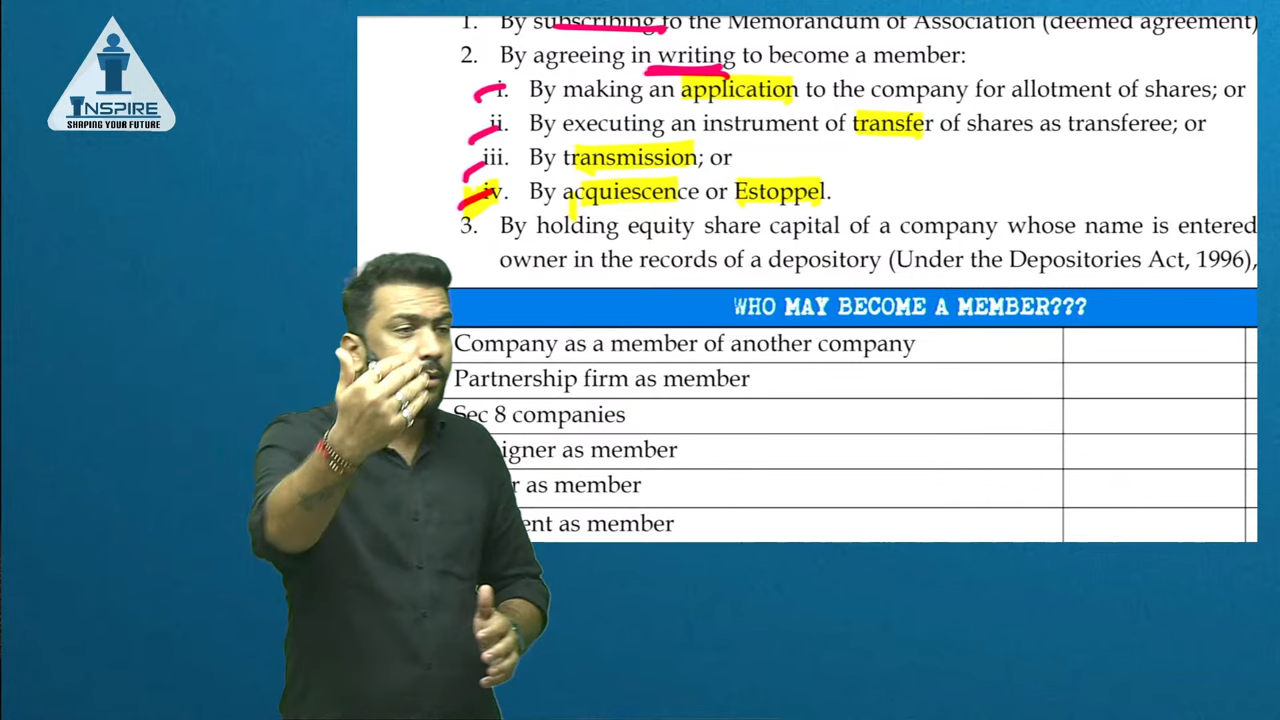 INSPIRE
SHAPING YOUR FUTURE
1. By subscribing to the Memorandum of Association (deemed agreement)
2. By agreeing in writing to become a member:
i. By making an application to the company for allotment of shares; or
ii. By executing an instrument of transfer of shares as transferee; or
iii. By transmission; or
iv. By acquiescence or Estoppel.
3. By holding equity share capital of a company whose name is entered
owner in the records of a depository (Under the Depositories Act, 1996),
WHO MAY BECOME A MEMBER???
Company as a member of another company
Partnership firm as member
Sec 8 companies
igner as member
r as member
ent as member